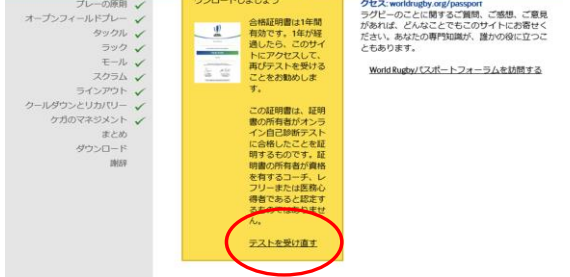 プレーの原則
オープンフィールドプレー
タックル
ラック
モール
スクラム
ラインアウト
クールダウンとリカバリー
ケガのマネジメント
まとめ
ダウンロード
謝辞
ウンロードしましょう
合格証明書は1年間
有効です。1年が経
過したら、このサイ
トにアクセスして、
再びテストを受ける
ことをお勧めしま
す。
この証明書は、証明
書の所有者がオンラ
イン自己診断テスト
に合格したことを証
明するものです。証
明書の所有者が資格
を有するコーチ、レ
フリーまたは医務心
得者であると認定す
るものではありませ
ん。
テストを受け直す
クセス: worldrugby.org/passport
ラグビーのことに関するご質問、ご感想、ご意見
があれば、どんなことでもこのサイトにお寄せく
ださい。あなたの専門知識が、誰かの役に立つこ
ともあります。
World Rugbyパスポートフォーラムを訪問する